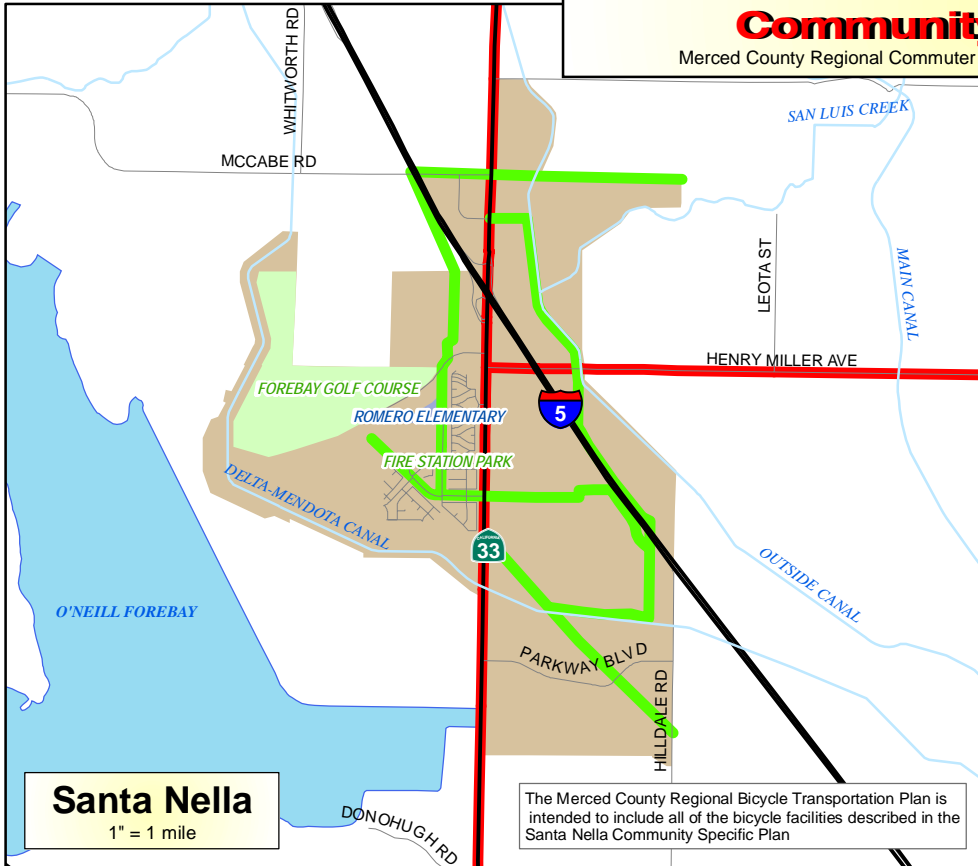 Community
Merced County Regional Commuter
WHITWORTH RD
SAN LUIS CREEK
MCCABE RD
LEOTA ST
MAIN CANAL
HENRY MILLER AVE
FOREBAY GOLF COURSE
ROMERO ELEMENTARY
5
FIRE STATION PARK
DELTA-MENDOTA CANAL
CALIFORNIA
33
OUTSIDE CANAL
O'NEILL FOREBAY
PARKWAY BLVD
HILLDALE RD
Santa Nella
1" = 1 mile
DONOHUGH RD
The Merced County Regional Bicycle Transportation Plan is
intended to include all of the bicycle facilities described in the
Santa Nella Community Specific Plan